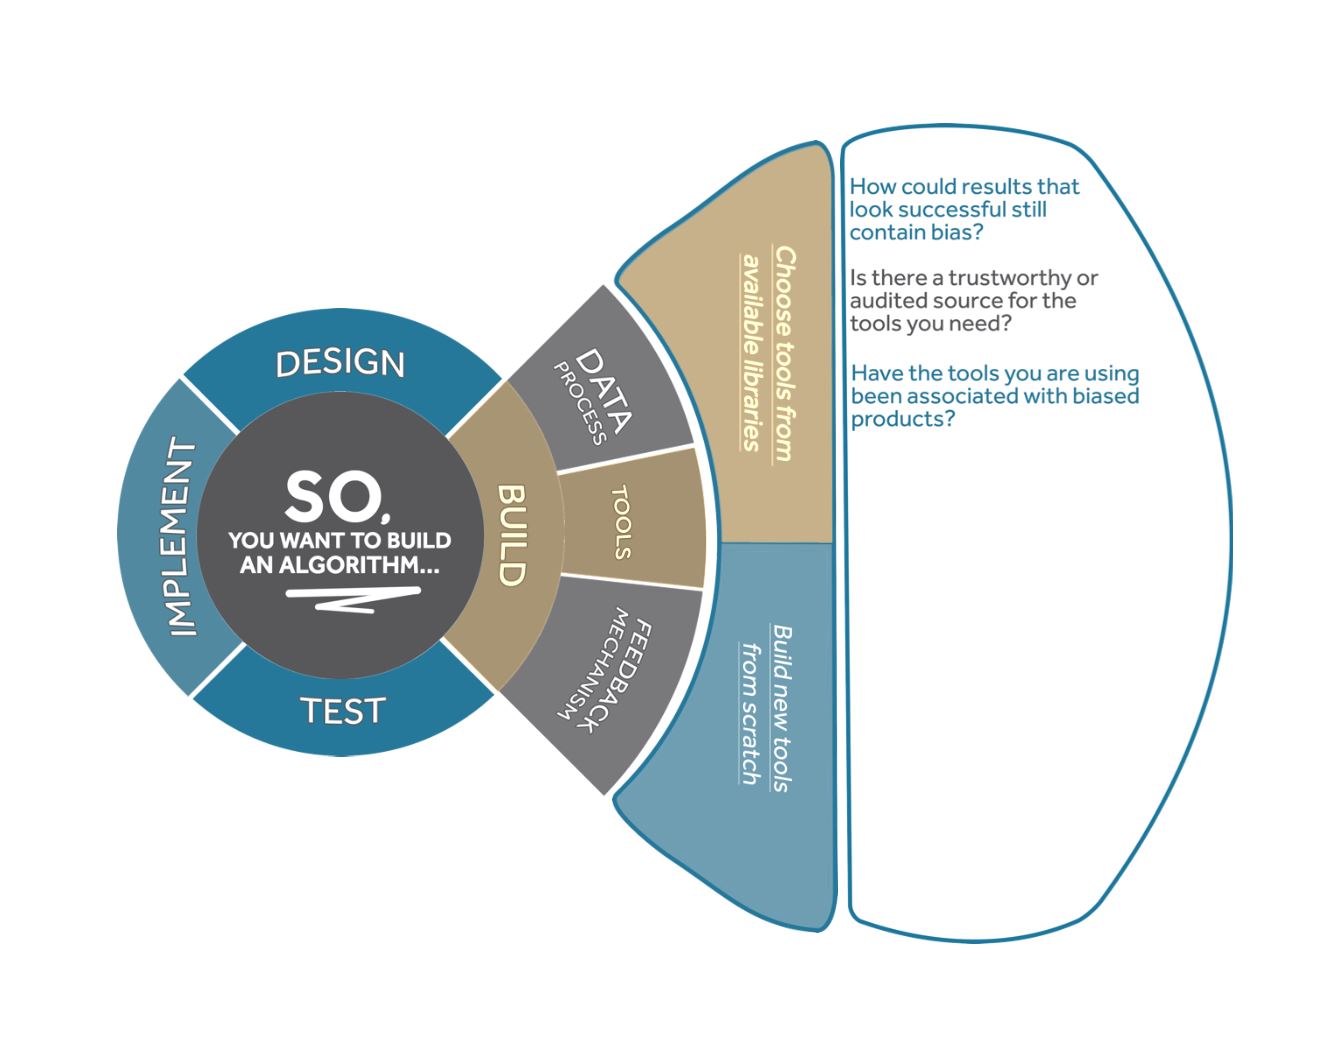 DESIGN
IMPLEMENT
SO,
YOU WANT TO BUILD
AN ALGORITHM...
BUILD
TEST
DATA
PROCESS
TOOLS
FEEDBACK
MECHANISM
Choose tools from
available libraries
Build new tools
from scratch
How could results that
look successful still
contain bias?
Is there a trustworthy or
audited source for the
tools you need?
Have the tools you are using
been associated with biased
products?